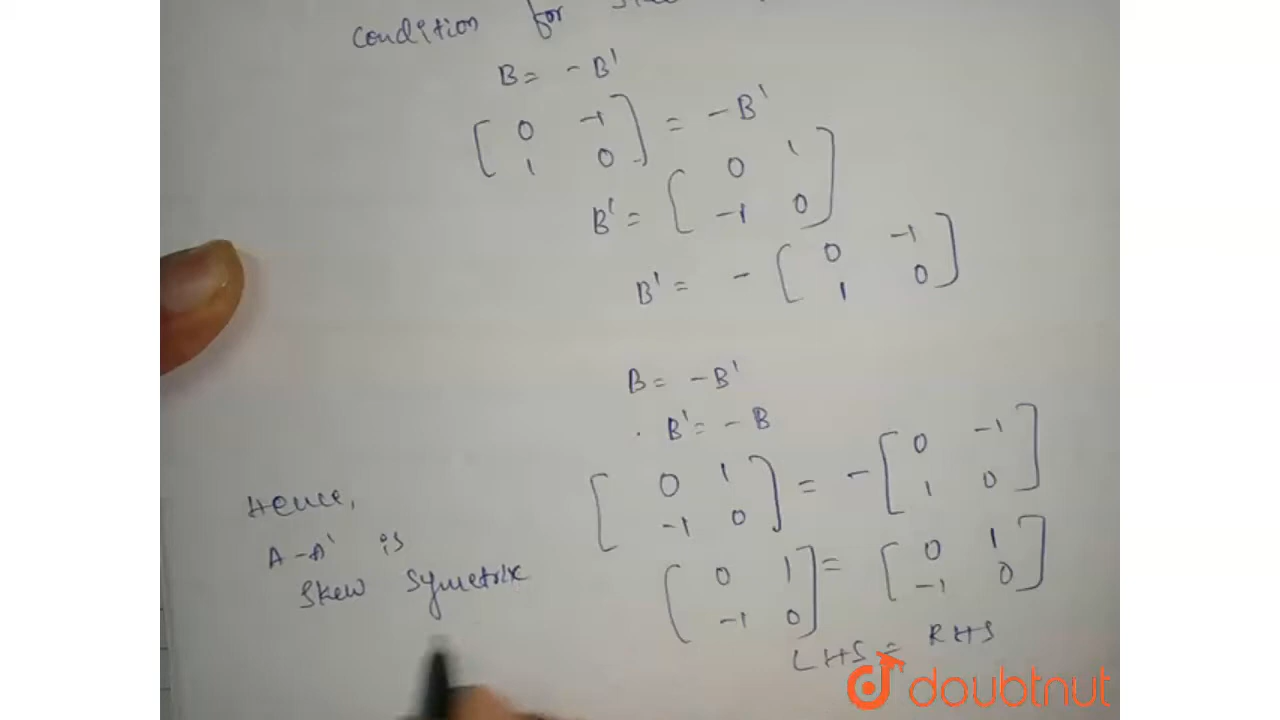 condition for
B = - B'
[ 0 -1
1 0 ] = - B'
B' = [ 0 1
-1 0 ]
B' = - [ 0 -1
1 0 ]
B = - B'
. B' = - B
[ 0 1
-1 0 ] = - [ 0 -1
1 0 ]
[ 0 1
-1 0 ] = [ 0 1
-1 0 ]
LHS = RHS
Hence,
A - A' is
Skew Symetrix
doubtnut